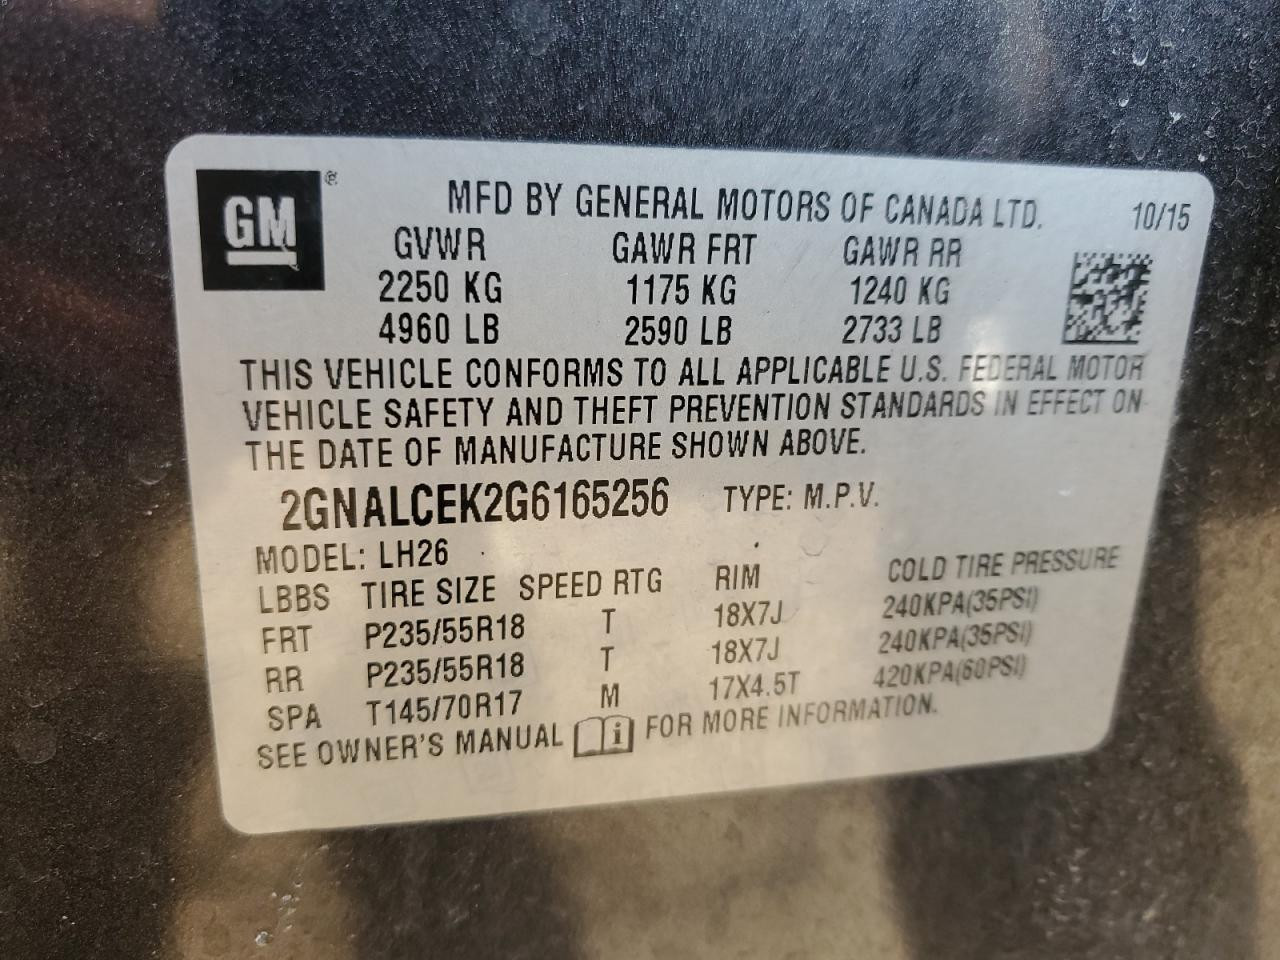 GM®
MFD BY GENERAL MOTORS OF CANADA LTD. 10/15
GVWR GAWR FRT GAWR RR
2250 KG 1175 KG 1240 KG
4960 LB 2590 LB 2733 LB
THIS VEHICLE CONFORMS TO ALL APPLICABLE U.S. FEDERAL MOTOR
VEHICLE SAFETY AND THEFT PREVENTION STANDARDS IN EFFECT ON
THE DATE OF MANUFACTURE SHOWN ABOVE.
2GNALCEK2G6165256 TYPE: M.P.V.
MODEL: LH26
LBBS TIRE SIZE SPEED RTG RIM COLD TIRE PRESSURE
FRT P235/55R18 T 18X7J 240KPA(35PSI)
RR P235/55R18 T 18X7J 240KPA(35PSI)
SPA T145/70R17 M 17X4.5T 420KPA(60PSI)
SEE OWNER'S MANUAL i FOR MORE INFORMATION.